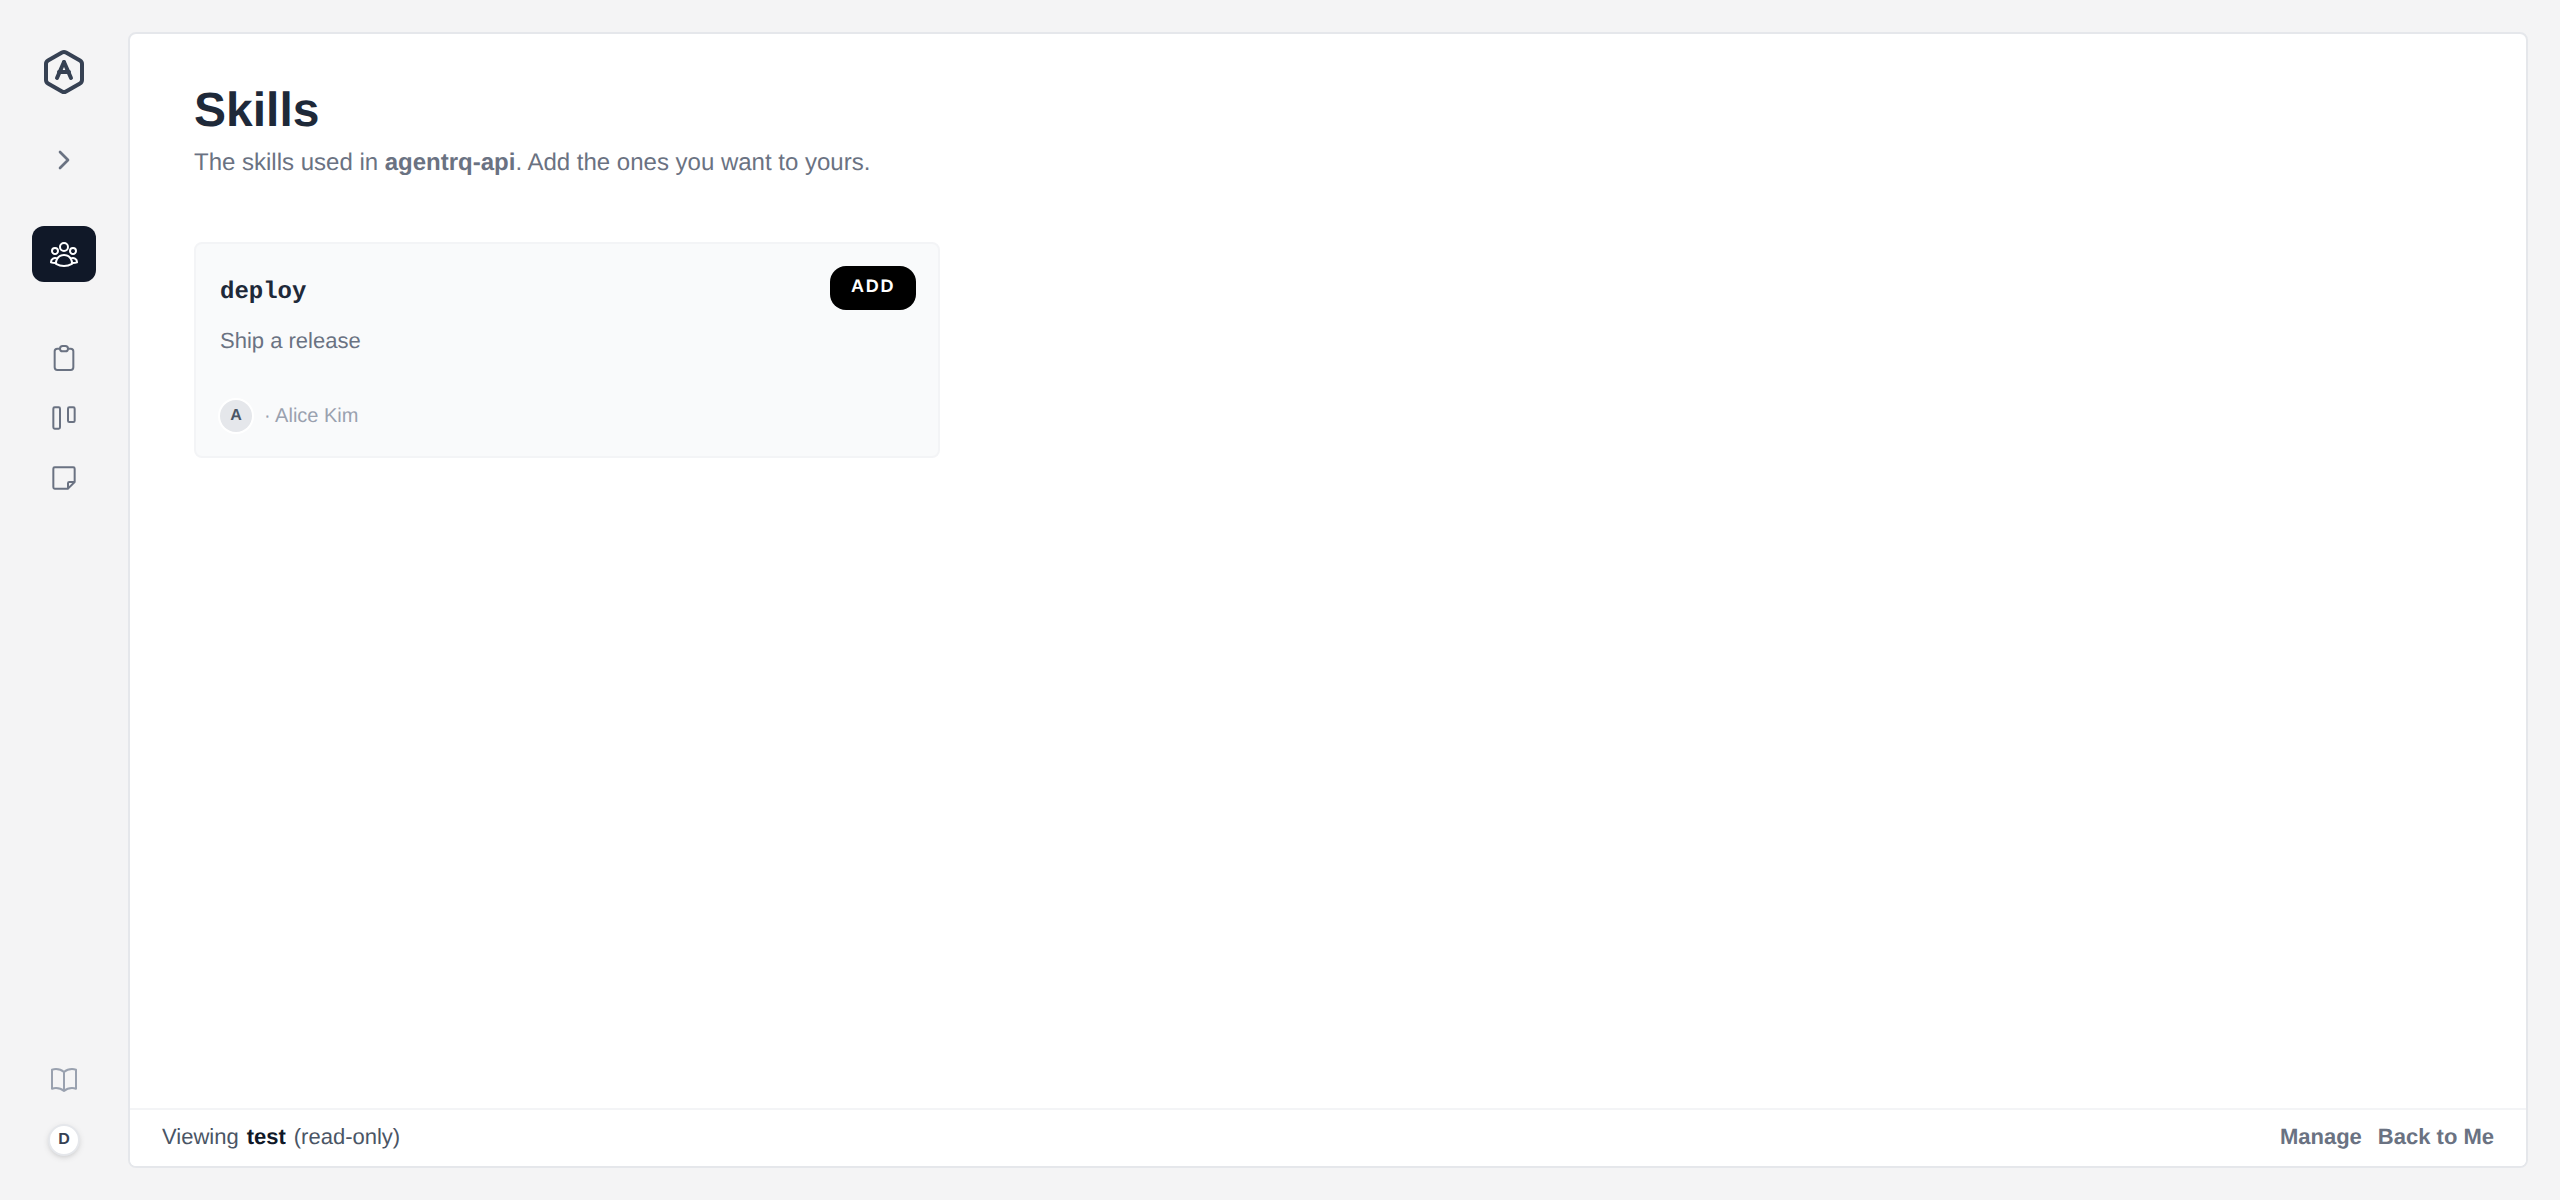 Skills
The skills used in agentrq-api. Add the ones you want to yours.
deploy
ADD
Ship a release
A · Alice Kim
D
Viewing test (read-only)
Manage Back to Me